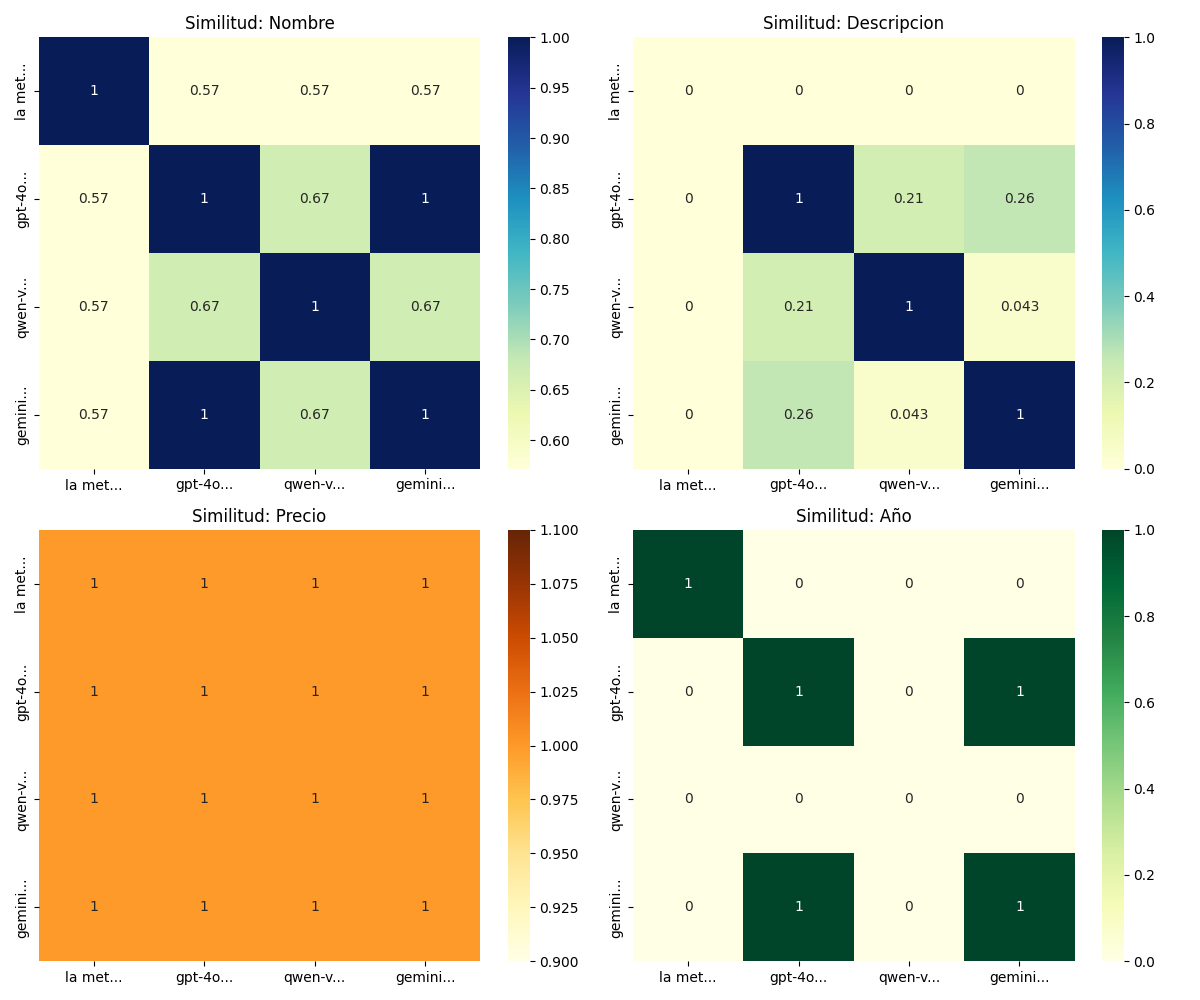 Similitud: Nombre
la met...
gpt-4o...
qwen-v...
gemini...
1 0.57 0.57 0.57
0.57 1 0.67 1
0.57 0.67 1 0.67
0.57 1 0.67 1
la met... gpt-4o... qwen-v... gemini...
1.00
0.95
0.90
0.85
0.80
0.75
0.70
0.65
0.60
Similitud: Descripcion
la met...
gpt-4o...
qwen-v...
gemini...
0 0 0 0
0 1 0.21 0.26
0 0.21 1 0.043
0 0.26 0.043 1
la met... gpt-4o... qwen-v... gemini...
1.0
0.8
0.6
0.4
0.2
0.0
Similitud: Precio
la met...
gpt-4o...
qwen-v...
gemini...
1 1 1 1
1 1 1 1
1 1 1 1
1 1 1 1
la met... gpt-4o... qwen-v... gemini...
1.100
1.075
1.050
1.025
1.000
0.975
0.950
0.925
0.900
Similitud: Año
la met...
gpt-4o...
qwen-v...
gemini...
1 0 0 0
0 1 0 1
0 0 0 0
0 1 0 1
la met... gpt-4o... qwen-v... gemini...
1.0
0.8
0.6
0.4
0.2
0.0